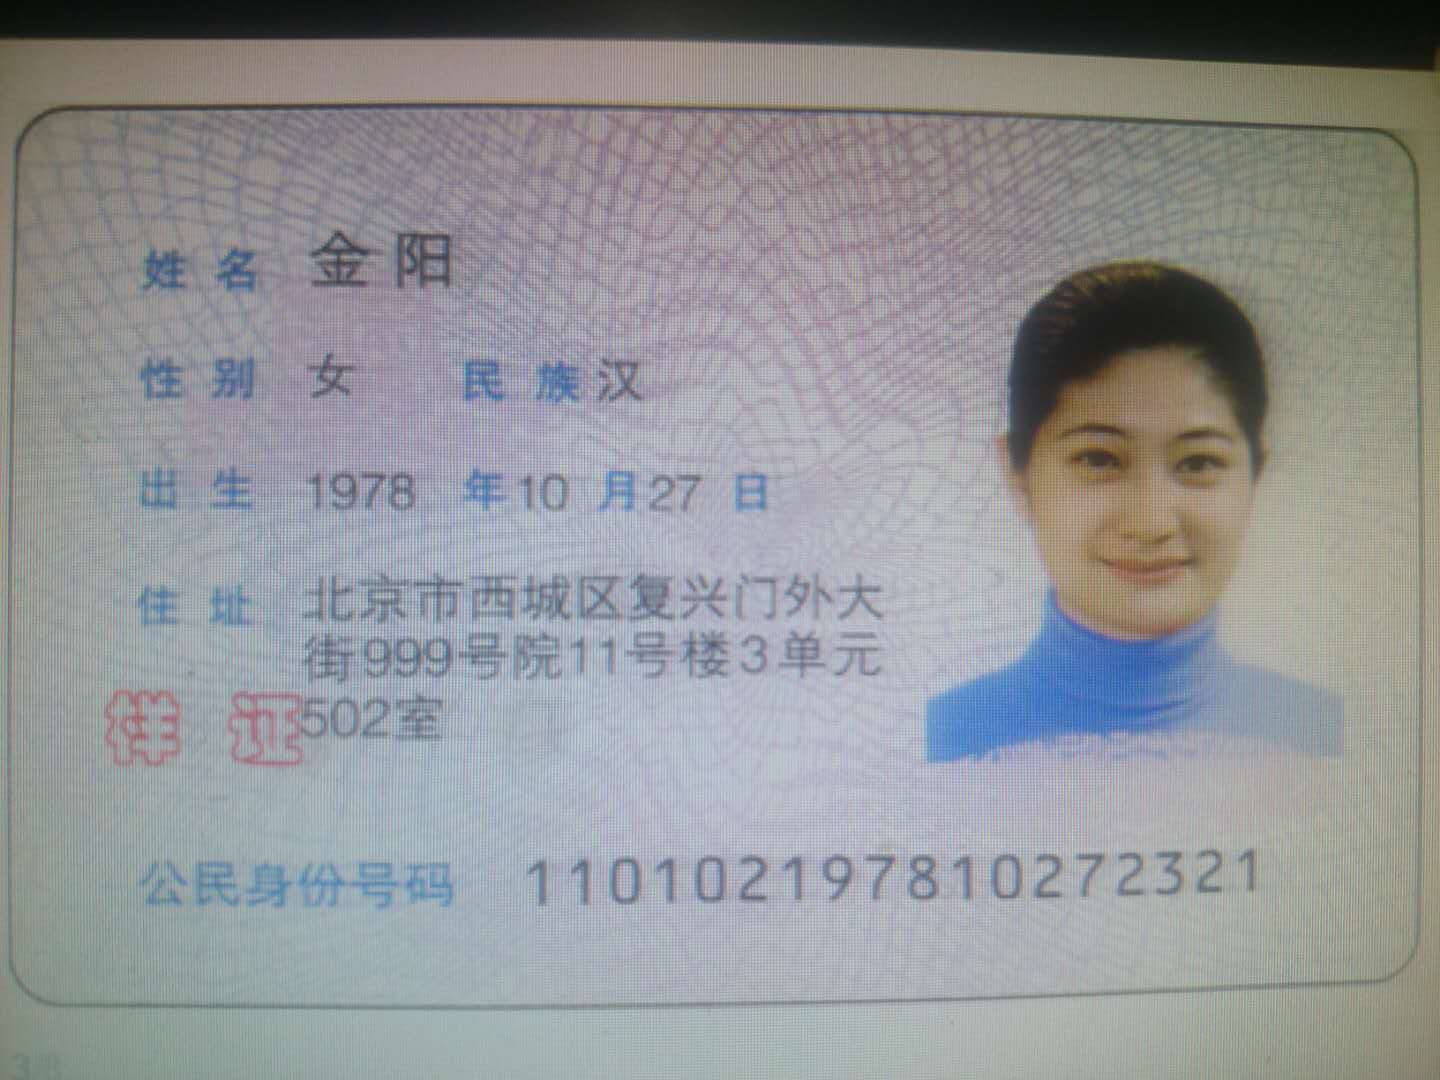 姓名 金阳
性别 女 民族 汉
出生 1978 年 10 月 27 日
住址 北京市西城区复兴门外大
街999号院11号楼3单元
502室
样 证
公民身份号码 110102197810272321
3/8